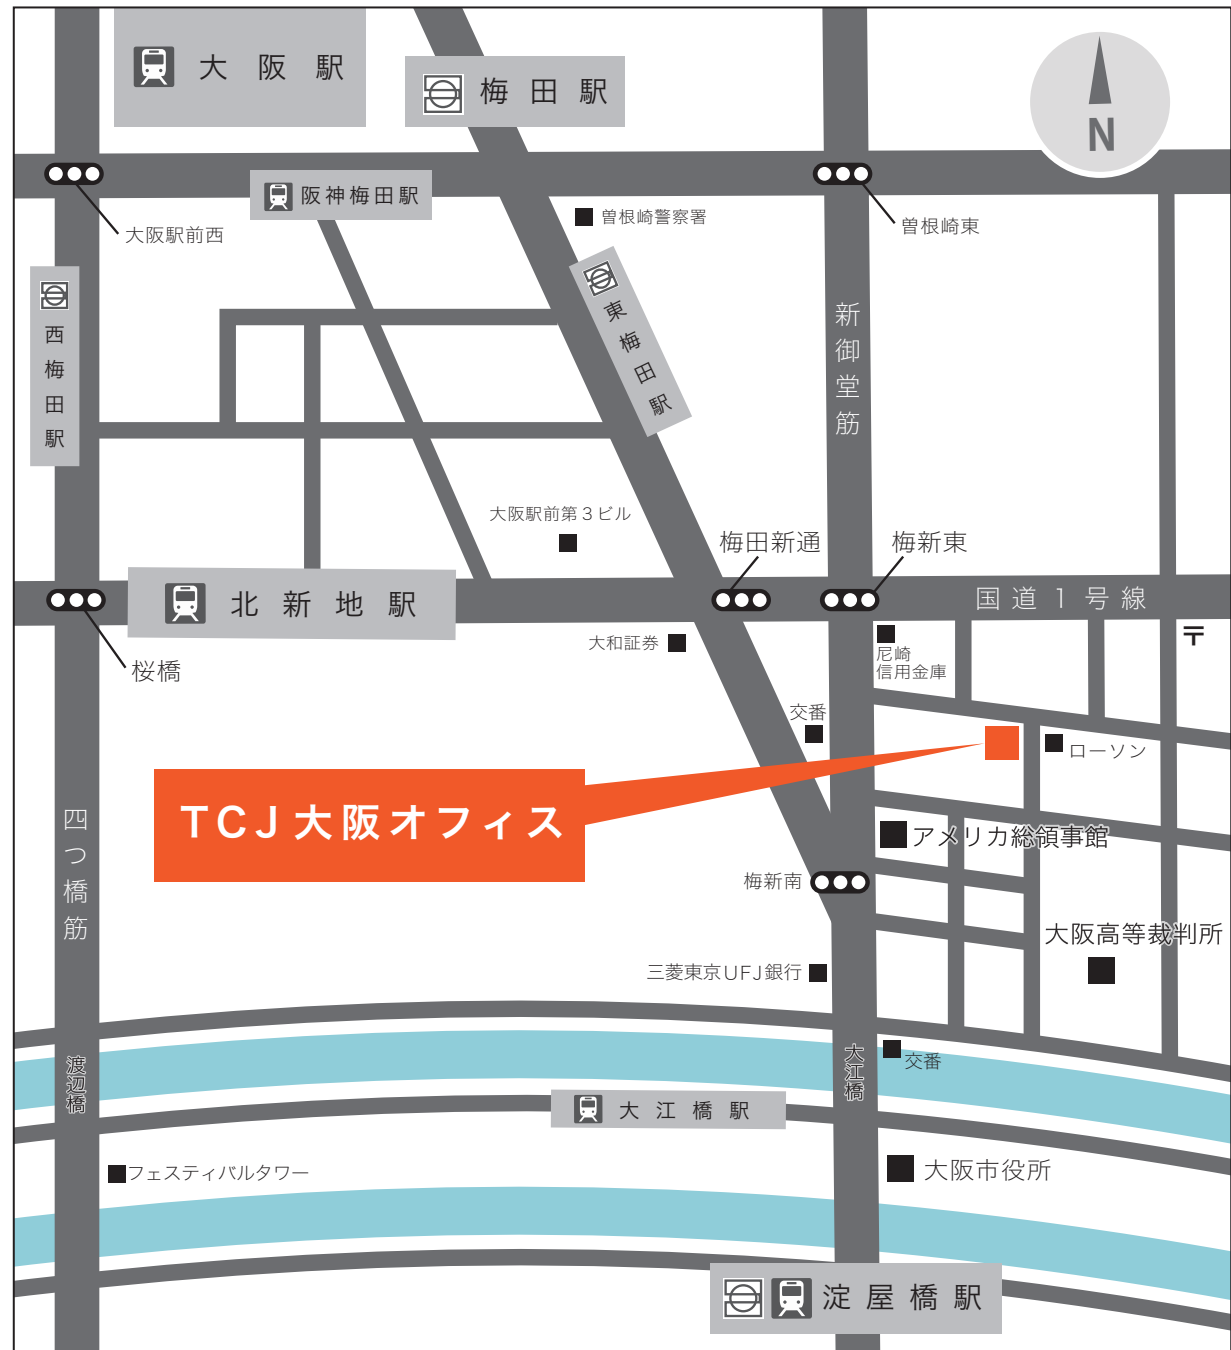 大阪駅
梅田駅
N
阪神梅田駅
曽根崎警察署
大阪駅前西
曽根崎東
西梅田駅
東梅田駅
新御堂筋
大阪駅前第3ビル
梅田新道
梅新東
北新地駅
国道1号線
大和証券
尼崎
信用金庫
〒
桜橋
交番
ローソン
TCJ大阪オフィス
四つ橋筋
アメリカ総領事館
梅新南
大阪高等裁判所
三菱東京UFJ銀行
渡辺橋
大江橋
交番
大江橋駅
フェスティバルタワー
大阪市役所
淀屋橋駅